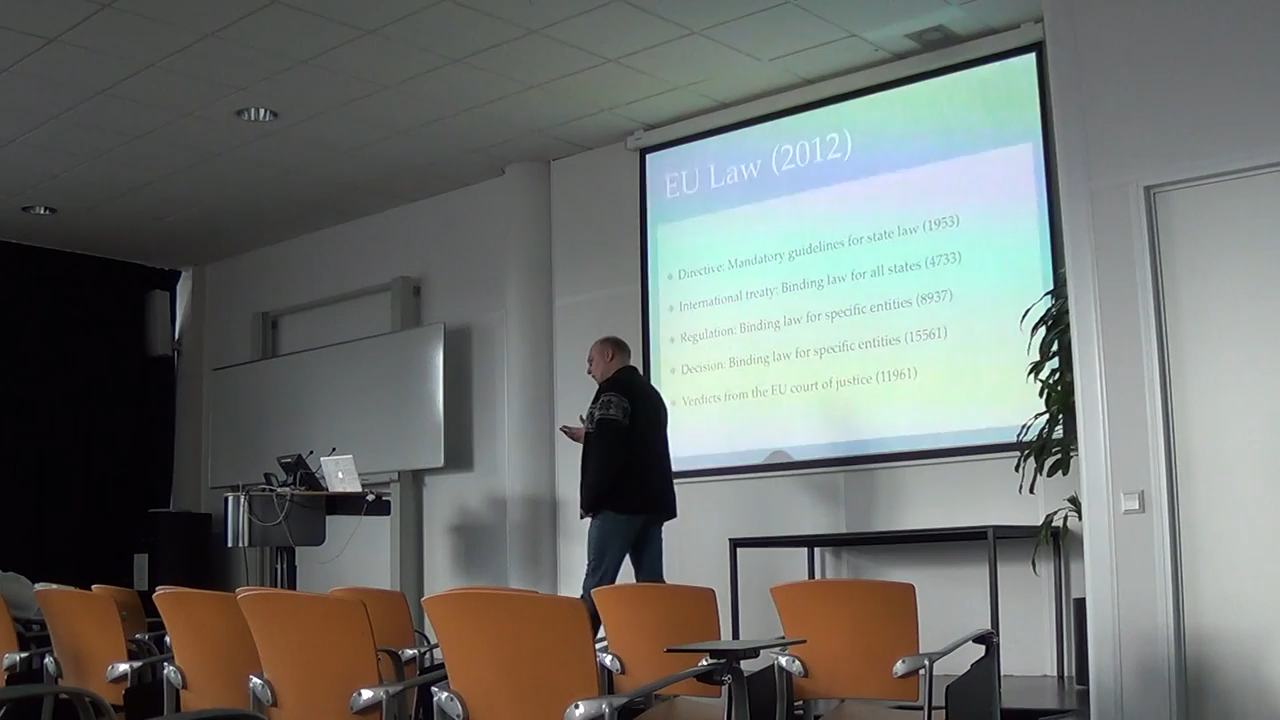 EU Law (2012)
Directive: Mandatory guidelines for state law (1953)
International treaty: Binding law for all states (4733)
Regulation: Binding law for specific entities (8937)
Decision: Binding law for specific entities (15561)
Verdicts from the EU court of justice (11961)